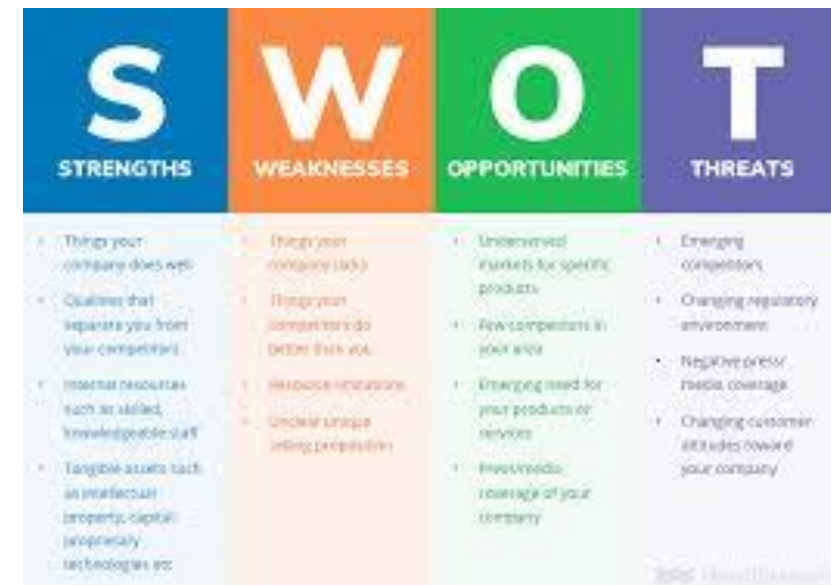 S
STRENGTHS
Things your
company does well
Qualities that
separate you from
your competitors
Internal resources
such as skilled,
knowledgeable staff
Tangible assets such
as intellectual
property, capital,
proprietary
technologies etc
W
WEAKNESSES
Things your
company lacks
Things your
competitors do
better than you
Resource limitations
Unclear unique
selling proposition
O
OPPORTUNITIES
Underserved
markets for specific
products
Few competitors in
your area
Emerging need for
your products or
services
Press/media
coverage of your
company
T
THREATS
Emerging
competitors
Changing regulatory
environment
Negative press/
media coverage
Changing customer
attitudes toward
your company